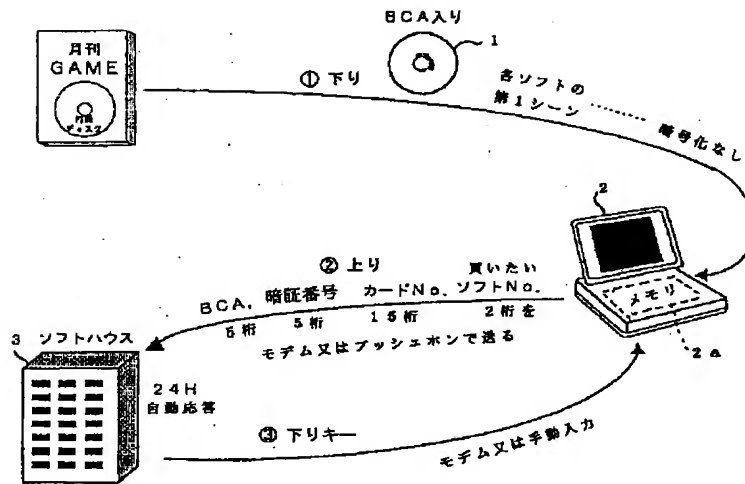 BCA入り
1
月刊
GAME
付録
ディスク
① 下り
各ソフトの
第1シーン
暗号化なし
2
メモリ
2a
② 上り
BCA, 暗証番号 カードNo. 買いたい
ソフトNo.
5桁 5桁 16桁 2桁を
モデム又はプッシュホンで送る
3 ソフトハウス
24H
自動応答
③ 下りキー
モデム又は手動入力